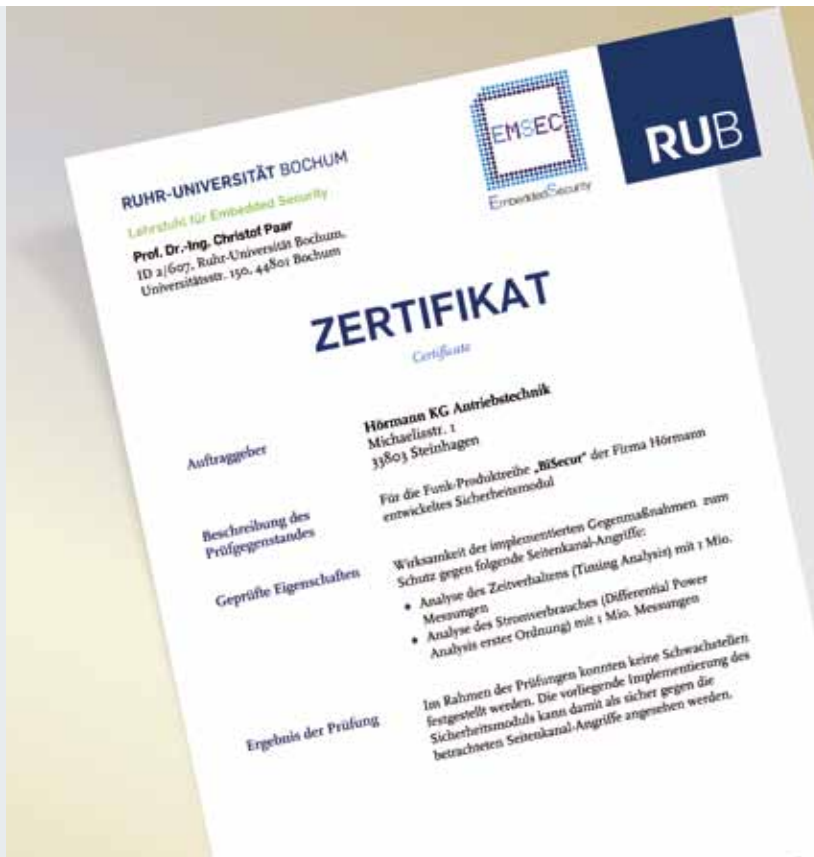 RUHR-UNIVERSITÄT BOCHUM
Lehrstuhl für Embedded Security
Prof. Dr.-Ing. Christof Paar
ID 2/607, Ruhr-Universität Bochum,
Universitätsstr. 150, 44801 Bochum
EMSEC
EmbeddedSecurity
RUB
ZERTIFIKAT
Certificate
Auftraggeber
Hörmann KG Antriebstechnik
Michaelisstr. 1
33803 Steinhagen
Beschreibung des
Prüfgegenstandes
Für die Funk-Produktreihe „BiSecur“ der Firma Hörmann
entwickeltes Sicherheitsmodul
Geprüfte Eigenschaften
Wirksamkeit der implementierten Gegenmaßnahmen zum
Schutz gegen folgende Seitenkanal-Angriffe:
• Analyse des Zeitverhaltens (Timing Analysis) mit 1 Mio.
Messungen
• Analyse des Stromverbrauches (Differential Power
Analysis erster Ordnung) mit 1 Mio. Messungen
Ergebnis der Prüfung
Im Rahmen der Prüfungen konnten keine Schwachstellen
festgestellt werden. Die vorliegende Implementierung des
Sicherheitsmoduls kann damit als sicher gegen die
betrachteten Seitenkanal-Angriffe angesehen werden.